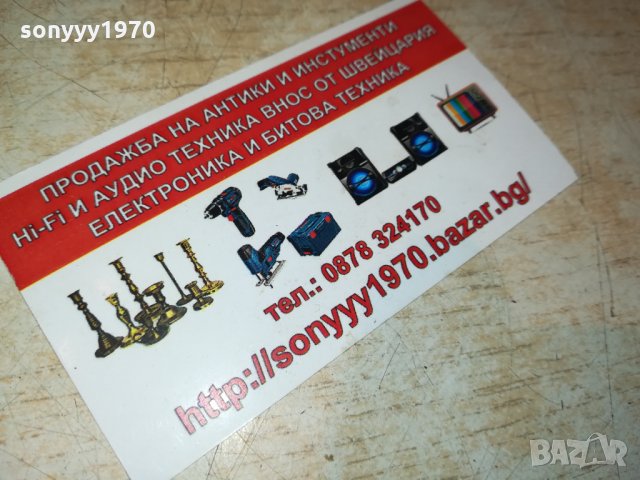 sonyyy1970
ПРОДАЖБА НА АНТИКИ И ИНСТУМЕНТИ
Hi-Fi И АУДИО ТЕХНИКА ВНОС ОТ ШВЕЙЦАРИЯ
ЕЛЕКТРОНИКА И БИТОВА ТЕХНИКА
тел.: 0878 324170
http://sonyyy1970.bazar.bg/
BAZAR
bg